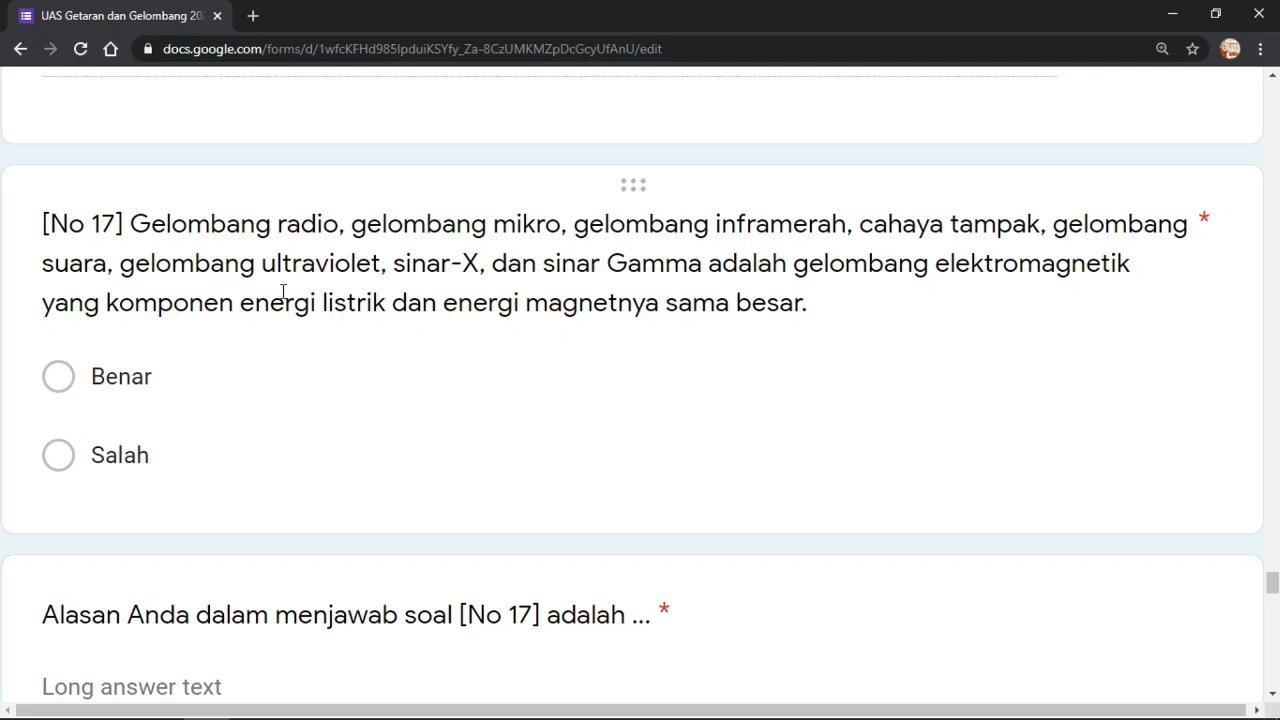 UAS Getaran dan Gelombang 20
docs.google.com/forms/d/1wfcKFHd985lpduiKSYfy_Za-8CzUMKMZpDcGcyUfAnU/edit
[No 17] Gelombang radio, gelombang mikro, gelombang inframerah, cahaya tampak, gelombang *
suara, gelombang ultraviolet, sinar-X, dan sinar Gamma adalah gelombang elektromagnetik
yang komponen energi listrik dan energi magnetnya sama besar.
Benar
Salah
Alasan Anda dalam menjawab soal [No 17] adalah ... *
Long answer text